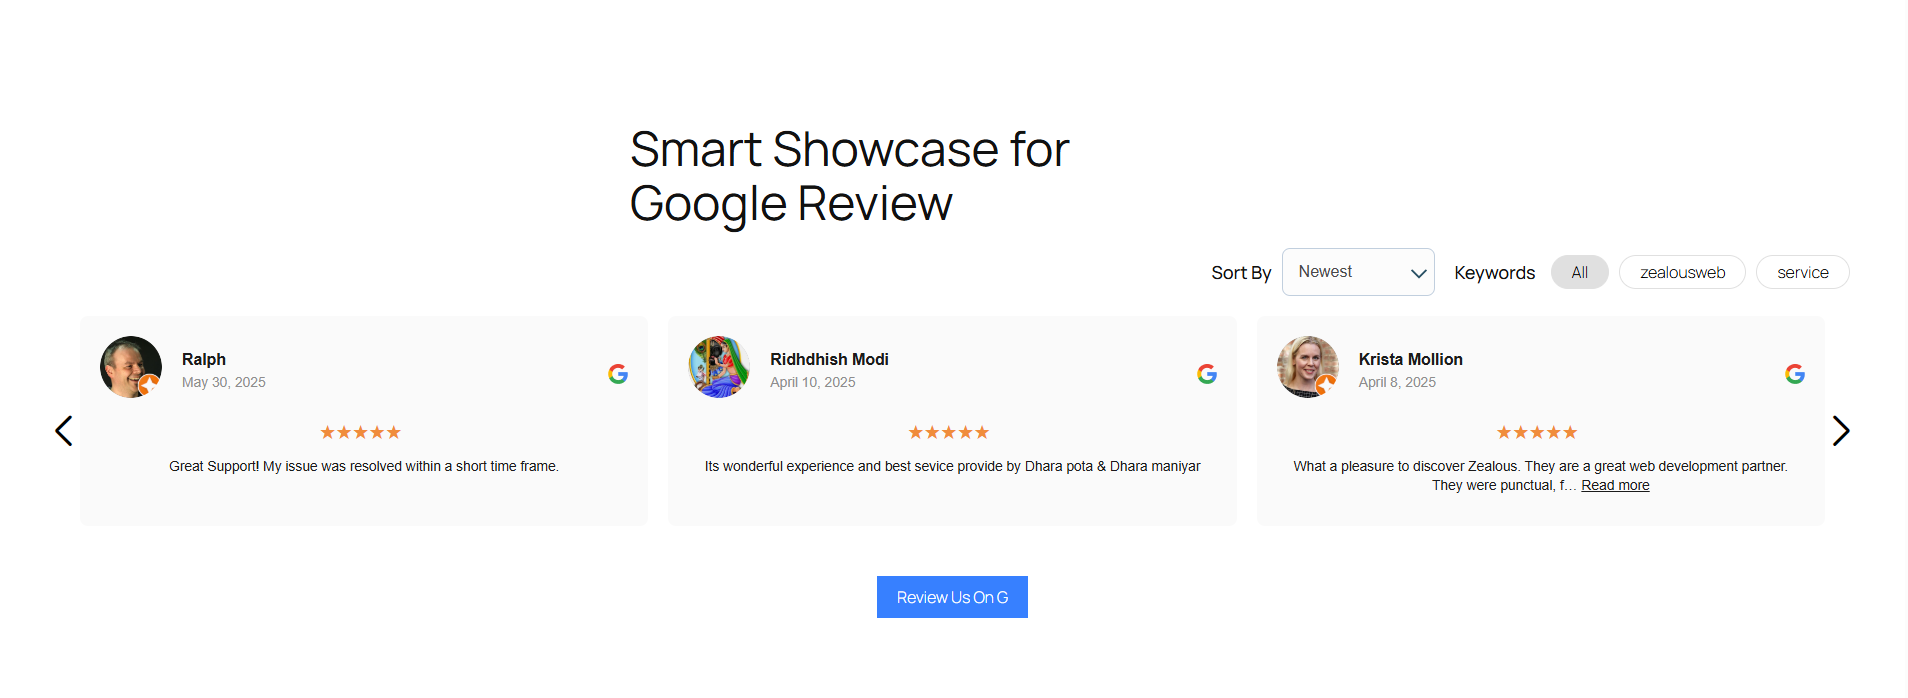 Smart Showcase for
Google Review
Sort By Newest Keywords All zealousweb service
Ralph
May 30, 2025
Great Support! My issue was resolved within a short time frame.
Ridhdhish Modi
April 10, 2025
Its wonderful experience and best sevice provide by Dhara pota & Dhara maniyar
Krista Mollion
April 8, 2025
What a pleasure to discover Zealous. They are a great web development partner.
They were punctual, f... Read more
Review Us On G